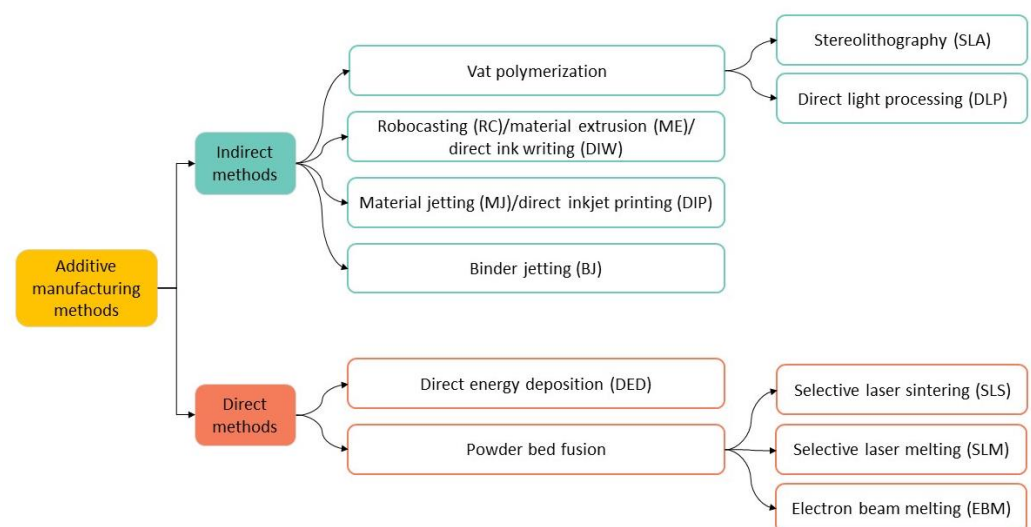 Additive
manufacturing
methods
Indirect
methods
Vat polymerization
Stereolithography (SLA)
Direct light processing (DLP)
Robocasting (RC)/material extrusion (ME)/
direct ink writing (DIW)
Material jetting (MJ)/direct inkjet printing (DIP)
Binder jetting (BJ)
Direct
methods
Direct energy deposition (DED)
Powder bed fusion
Selective laser sintering (SLS)
Selective laser melting (SLM)
Electron beam melting (EBM)